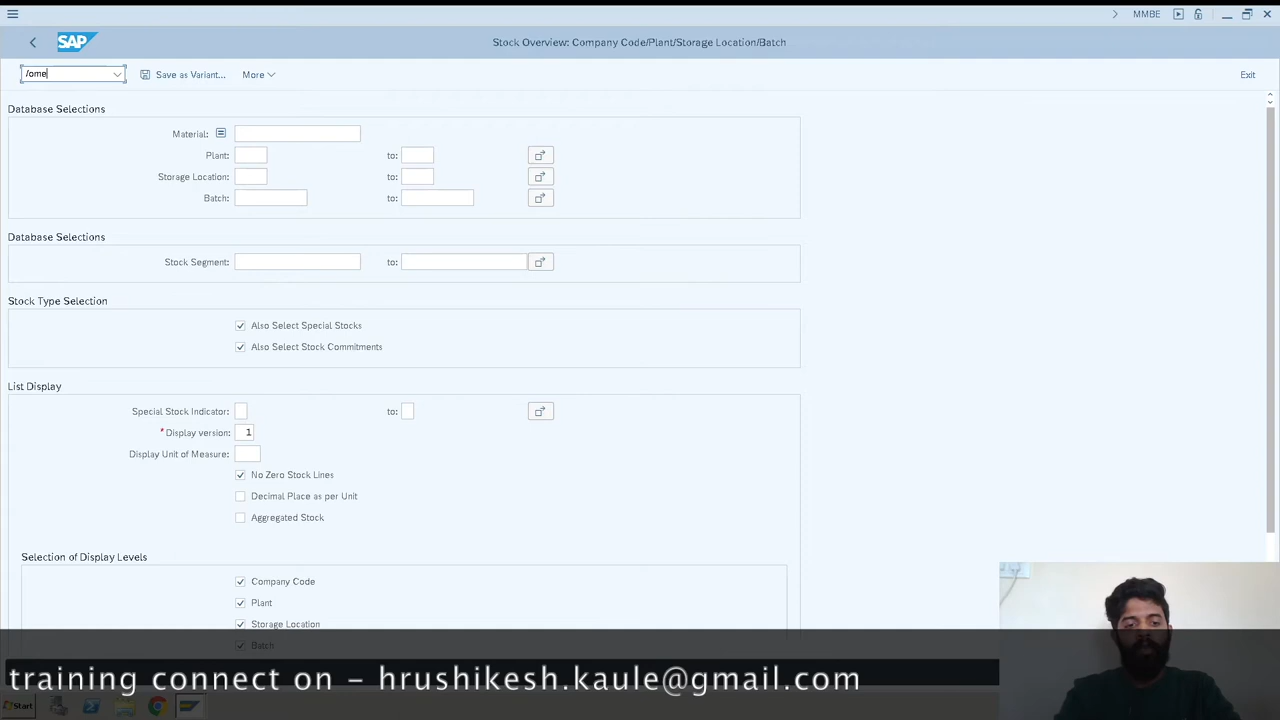 MMBE
SAP
Stock Overview: Company Code/Plant/Storage Location/Batch
/ome
Save as Variant...
More
Exit
Database Selections
Material:
Plant:
to:
Storage Location:
to:
Batch:
to:
Database Selections
Stock Segment:
to:
Stock Type Selection
Also Select Special Stocks
Also Select Stock Commitments
List Display
Special Stock Indicator:
to:
* Display version: 1
Display Unit of Measure:
No Zero Stock Lines
Decimal Place as per Unit
Aggregated Stock
Selection of Display Levels
Company Code
Plant
Storage Location
Batch
training connect on – hrushikesh.kaule@gmail.com
Start